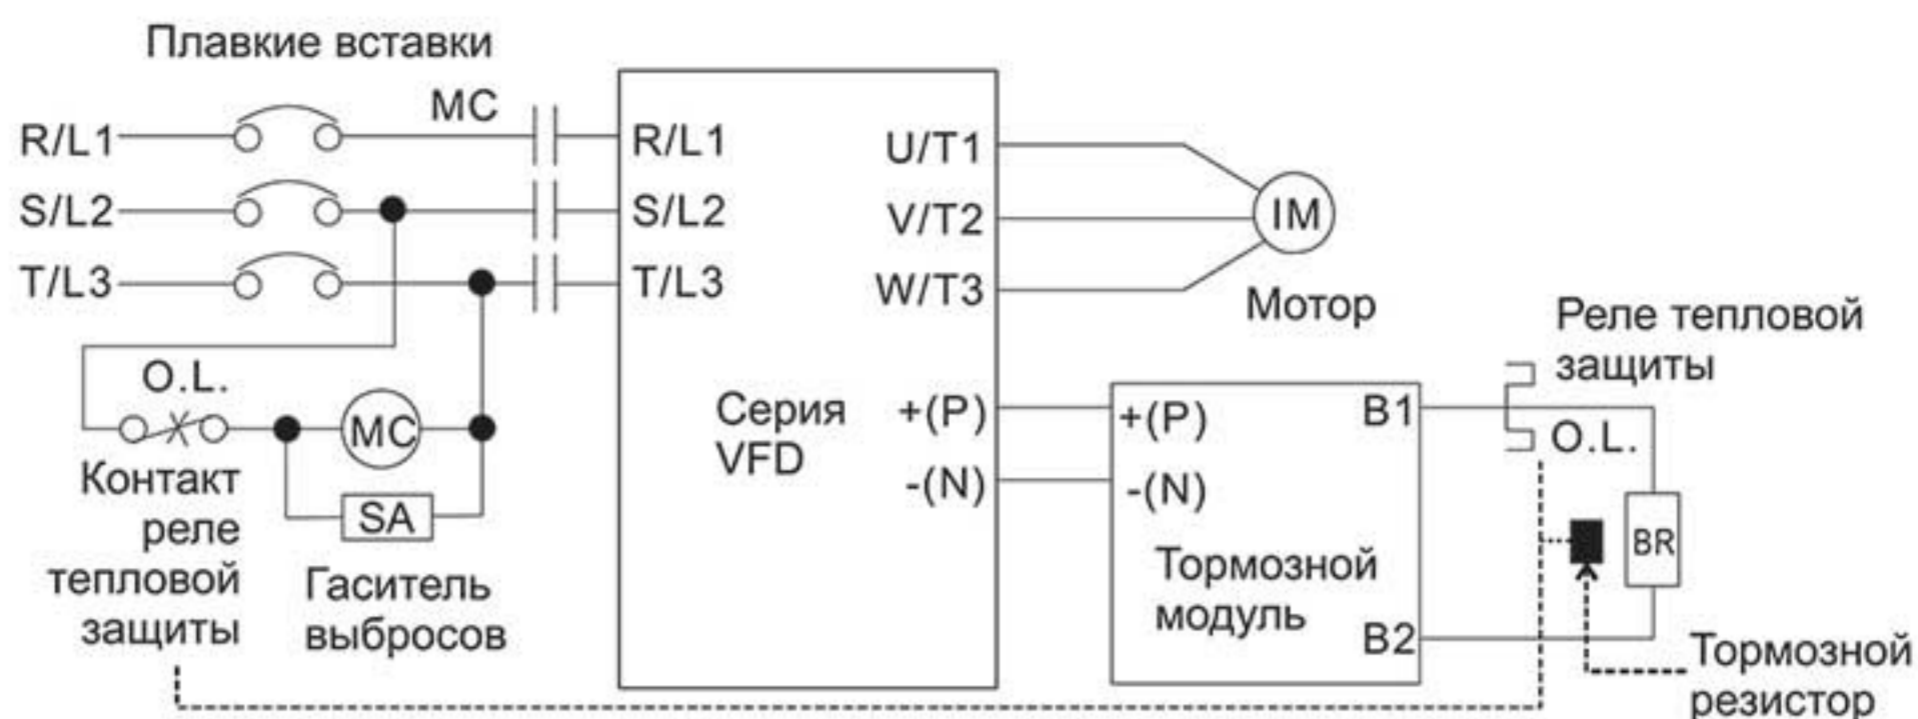 Плавкие вставки
MC
R/L1
S/L2
T/L3
R/L1
S/L2
T/L3
U/T1
V/T2
W/T3
IM
Мотор
O.L.
MC
SA
Контакт
реле
тепловой
защиты
Гаситель
выбросов
Серия
VFD
+(P)
-(N)
+(P)
-(N)
B1
B2
Тормозной
модуль
Реле тепловой
защиты
O.L.
BR
Тормозной
резистор